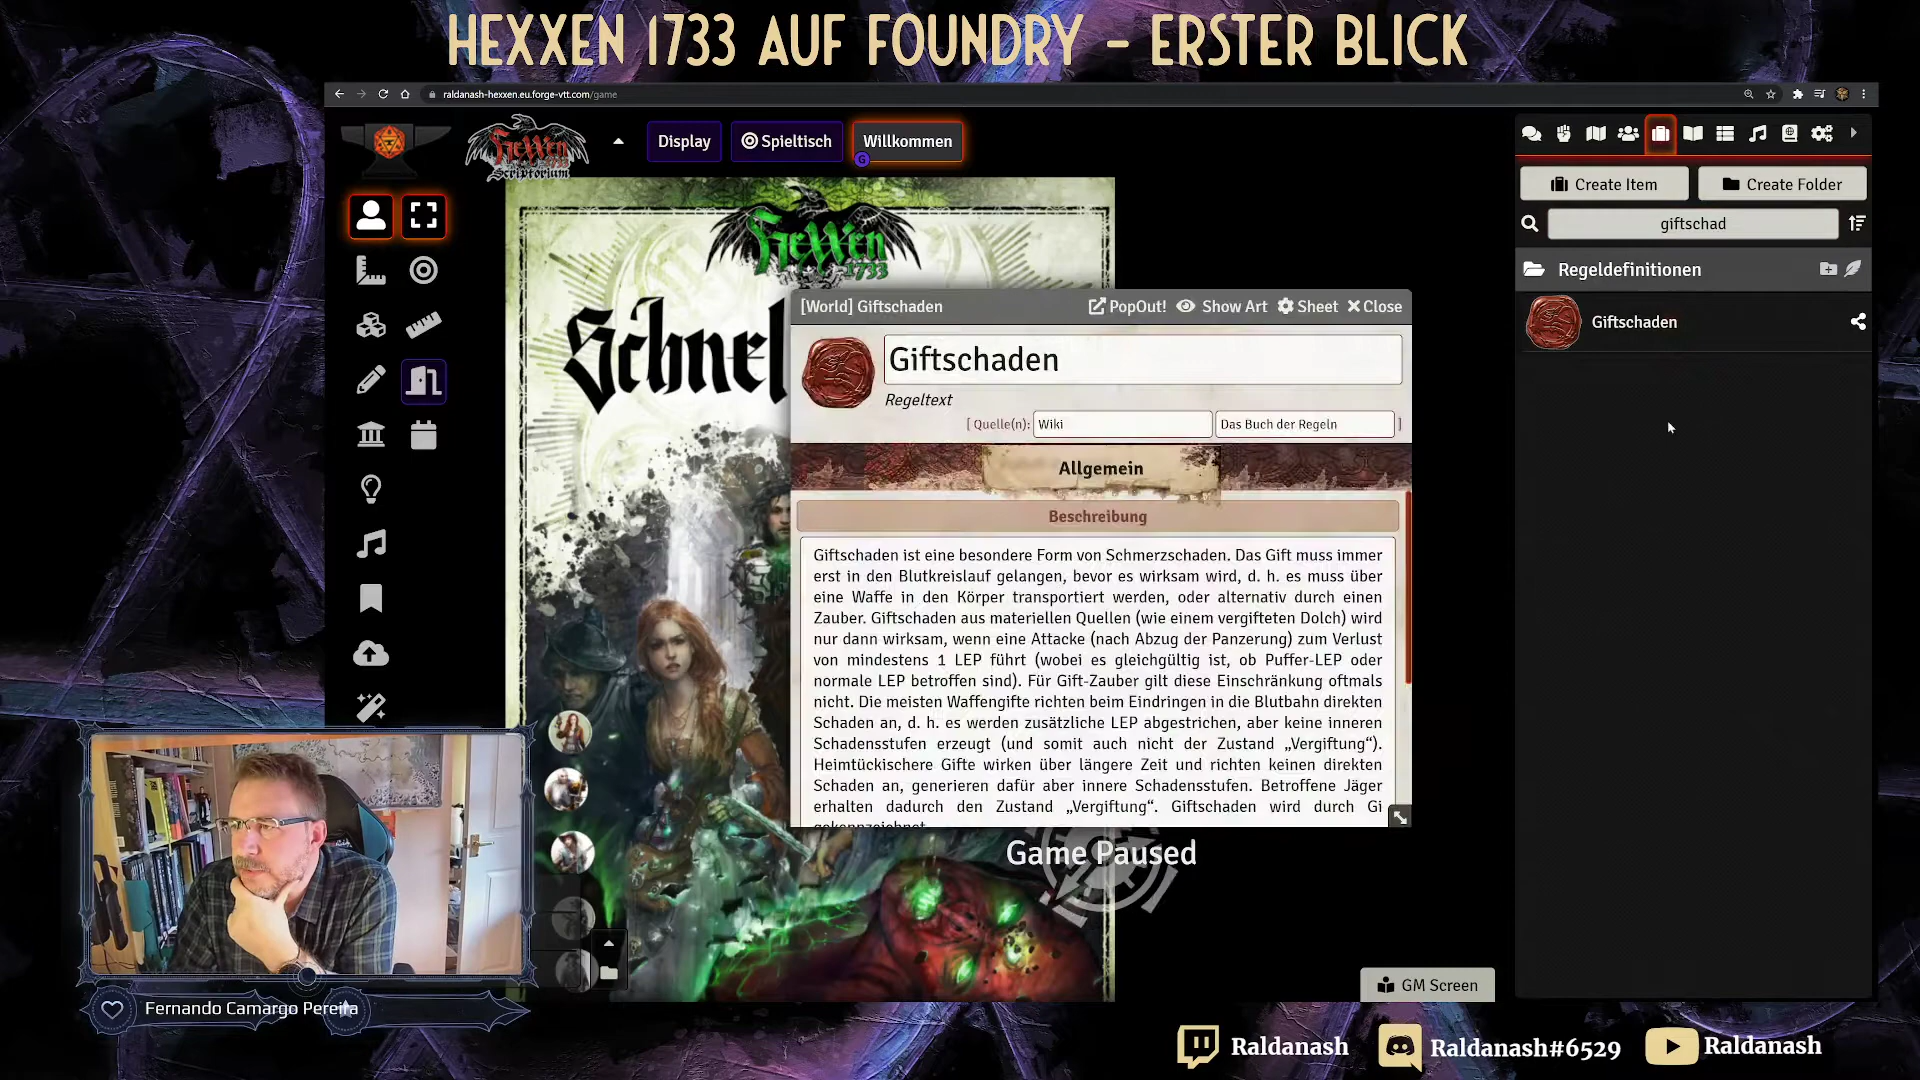 HEXXEN 1733 AUF FOUNDRY - ERSTER BLICK
raldanash-hexxen.eu.forge-vtt.com/game
HeXXen
1733
Scriptorium
Display
Spieltisch
Willkommen
G
Create Item
Create Folder
giftschad
Regeldefinitionen
Giftschaden
HeXXen
1733
Schnel
[World] Giftschaden
PopOut!
Show Art
Sheet
Close
Giftschaden
Regeltext
[ Quelle(n): Wiki Das Buch der Regeln ]
Allgemein
Beschreibung
Giftschaden ist eine besondere Form von Schmerzschaden. Das Gift muss immer
erst in den Blutkreislauf gelangen, bevor es wirksam wird, d. h. es muss über
eine Waffe in den Körper transportiert werden, oder alternativ durch einen
Zauber. Giftschaden aus materiellen Quellen (wie einem vergifteten Dolch) wird
nur dann wirksam, wenn eine Attacke (nach Abzug der Panzerung) zum Verlust
von mindestens 1 LEP führt (wobei es gleichgültig ist, ob Puffer-LEP oder
normale LEP betroffen sind). Für Gift-Zauber gilt diese Einschränkung oftmals
nicht. Die meisten Waffengifte richten beim Eindringen in die Blutbahn direkten
Schaden an, d. h. es werden zusätzliche LEP abgestrichen, aber keine inneren
Schadensstufen erzeugt (und somit auch nicht der Zustand „Vergiftung“).
Heimtückischere Gifte wirken über längere Zeit und richten keinen direkten
Schaden an, generieren dafür aber innere Schadensstufen. Betroffene Jäger
erhalten dadurch den Zustand „Vergiftung“. Giftschaden wird durch Gi
gekennzeichnet
Game Paused
GM Screen
Fernando Camargo Pereira
Raldanash
Raldanash#6529
Raldanash